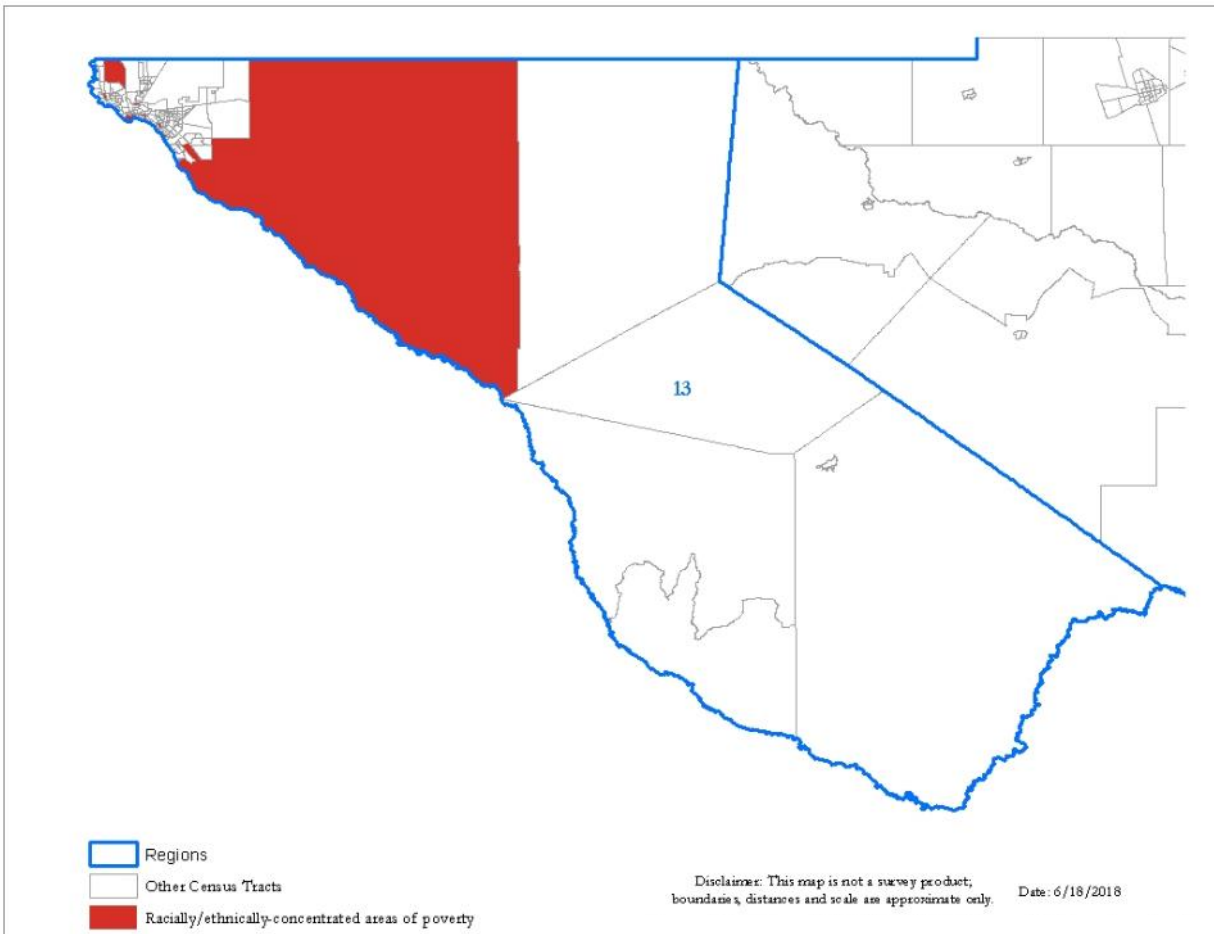 13
Regions
Other Census Tracts
Racially/ethnically-concentrated areas of poverty
Disclaimer: This map is not a survey product;
boundaries, distances and scale are approximate only.
Date: 6/18/2018